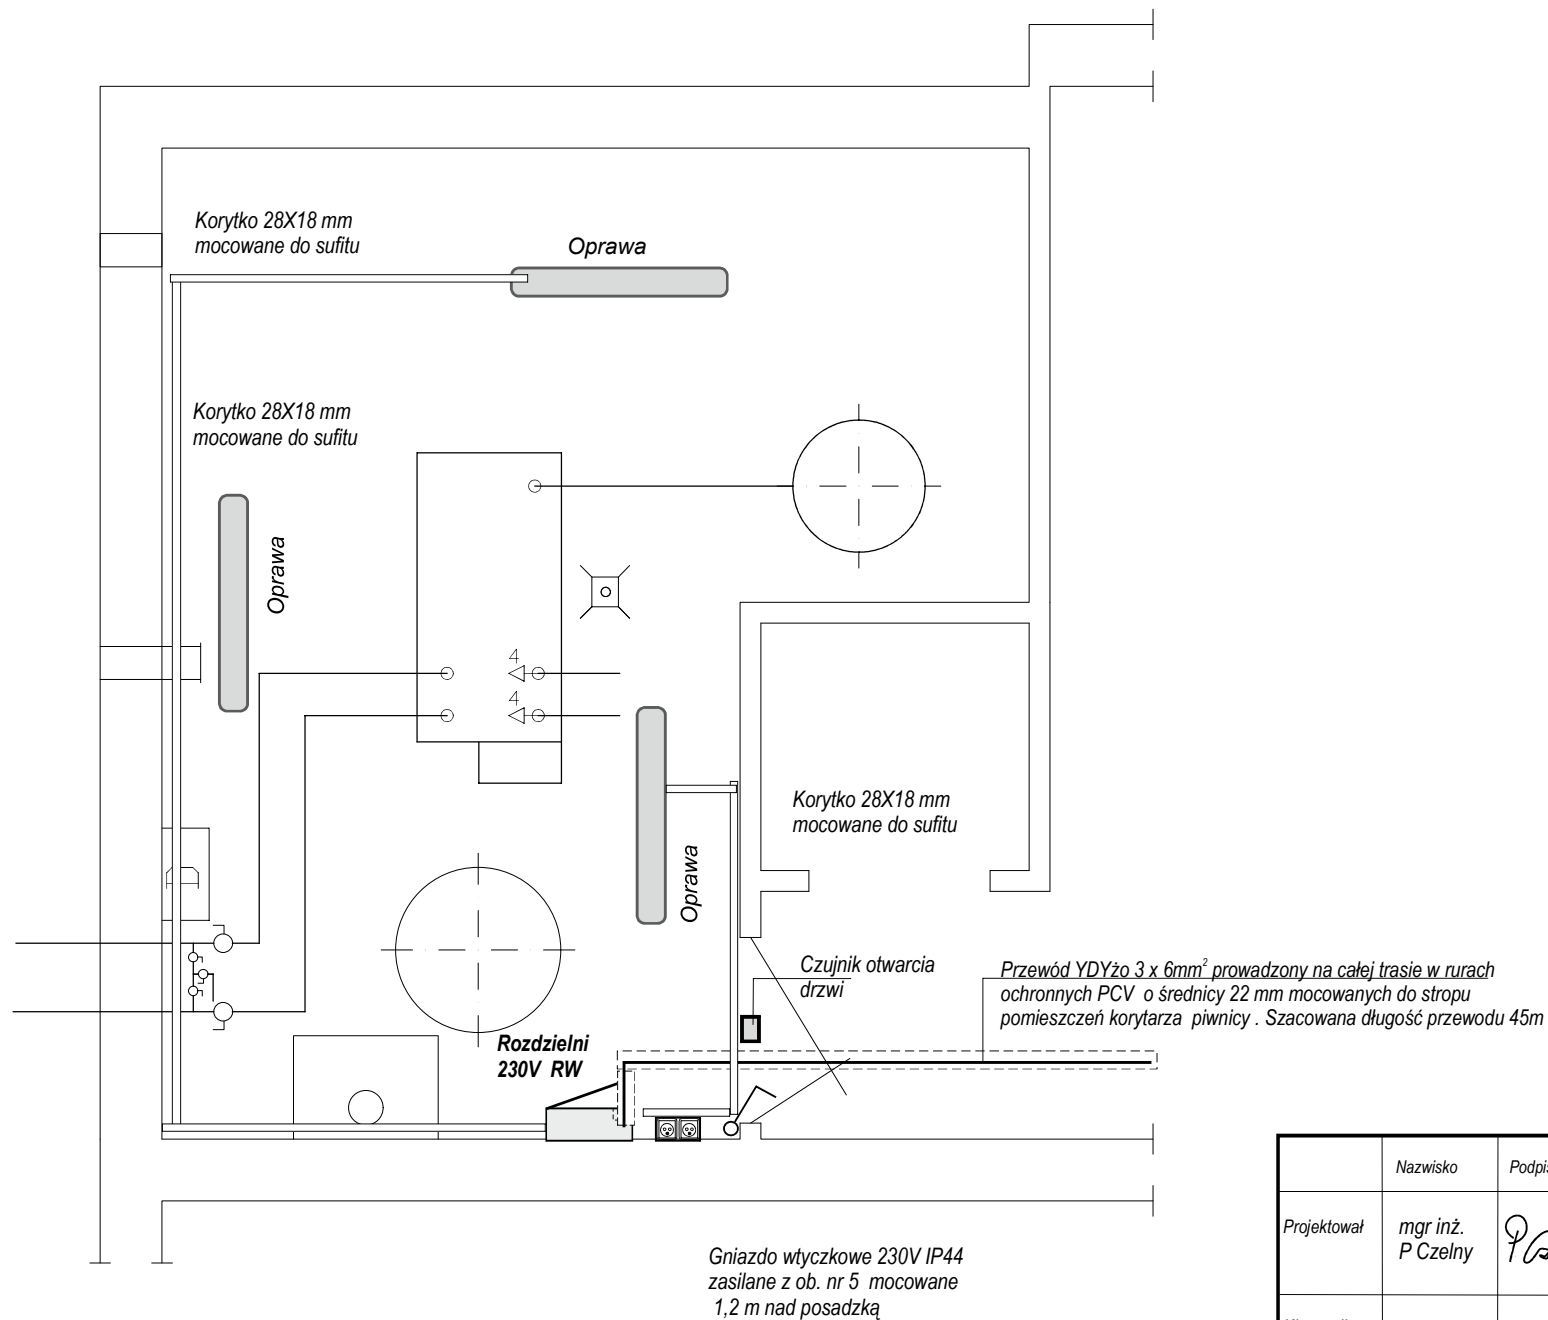 Korytko 28X18 mm
mocowane do sufitu
Oprawa
Korytko 28X18 mm
mocowane do sufitu
Oprawa
4
4
Korytko 28X18 mm
mocowane do sufitu
Oprawa
Czujnik otwarcia
drzwi
Przewód YDYżo 3 x 6mm² prowadzony na całej trasie w rurach
ochronnych PCV o średnicy 22 mm mocowanych do stropu
pomieszczeń korytarza piwnicy . Szacowana długość przewodu 45m
Rozdzielni
230V RW
Nazwisko
Projektował
mgr inż.
P Czelny
Gniazdo wtyczkowe 230V IP44
zasilane z ob. nr 5 mocowane
1,2 m nad posadzką